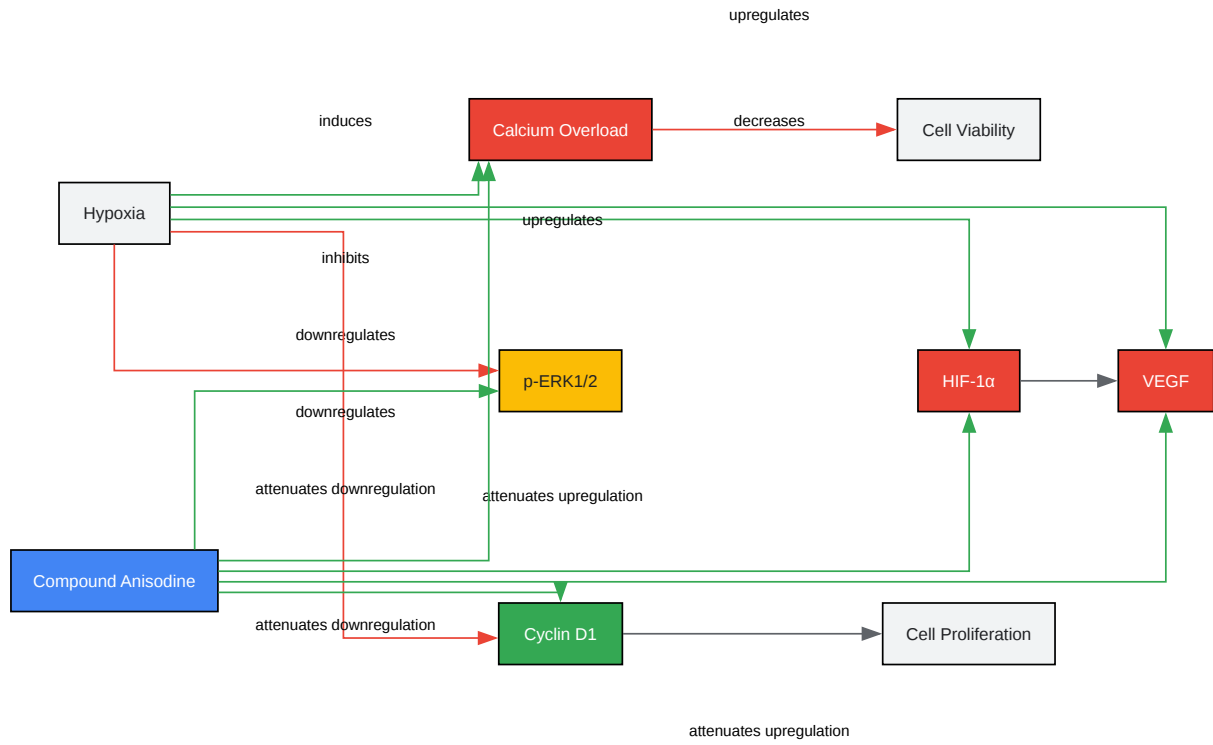 upregulates
induces
Calcium Overload
decreases
Cell Viability
Hypoxia
upregulates
inhibits
downregulates
p-ERK1/2
HIF-1α
VEGF
downregulates
attenuates downregulation
attenuates upregulation
Compound Anisodine
attenuates downregulation
Cyclin D1
Cell Proliferation
attenuates upregulation